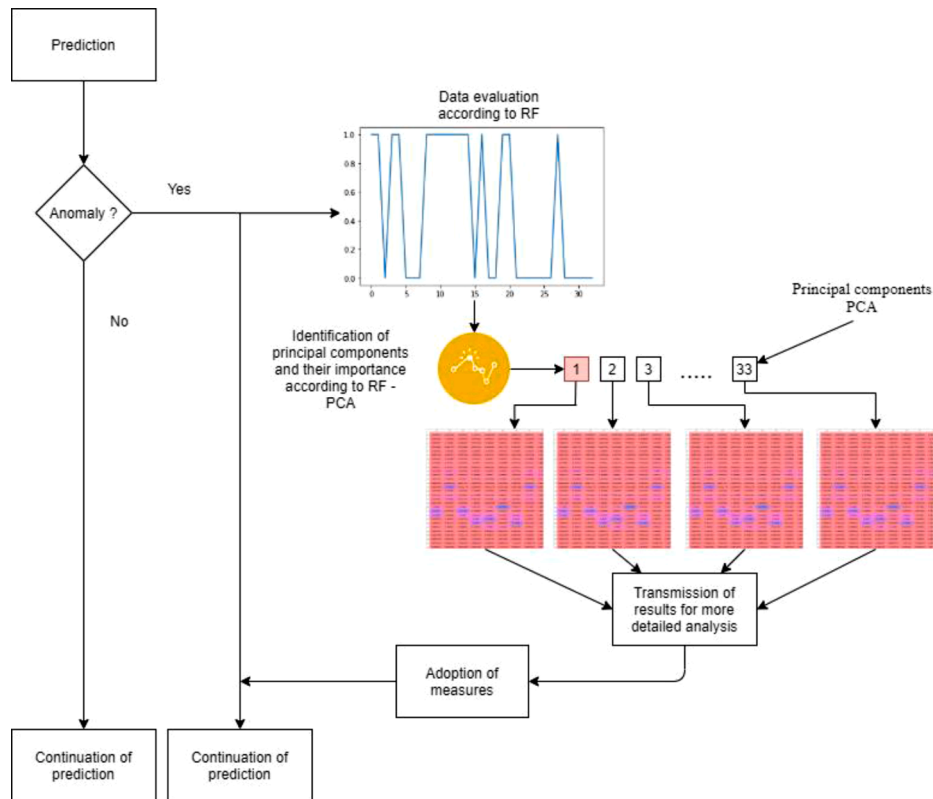 Prediction
Data evaluation
according to RF
1.0
0.8
0.6
0.4
0.2
0.0
0
5
10
15
20
25
30
Anomaly ?
Yes
No
Principal components
PCA
Identification of
principal components
and their importance
according to RF -
PCA
1
2
3
.....
33
Transmission of
results for more
detailed analysis
Adoption of
measures
Continuation of
prediction
Continuation of
prediction